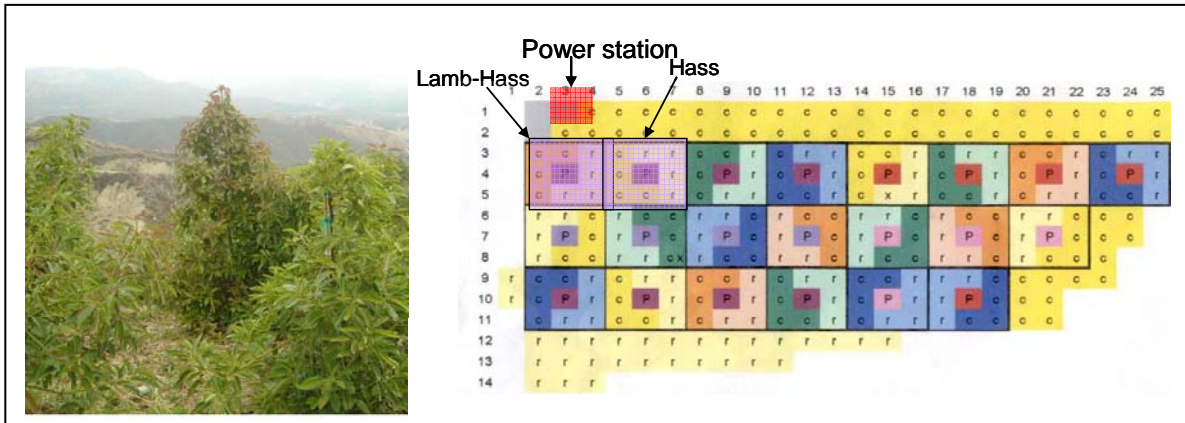 Power station
Lamb-Hass
Hass
1 2 3 4 5 6 7 8 9 10 11 12 13 14 15 16 17 18 19 20 21 22 23 24 25
1 c c c c c c c c c c c c c c c c c c c c c c
2 c c c c c c c c c c c c c c c c c c c c c c c
3 c c r c r r c c r c r r c c r c r r c c r c r r
4 c P r c P r c P r c P r c P r c P r c P r c P r
5 c r r c c r c r r c c r c x r c c r c r r c c r
6 r r c r c c r r c r c c r r c r c c r r c c c
7 r P c r P c r P c r P c r P c r P c r P c c c
8 r c c r r cx r c c r r c r c c r r c r c c c
9 r c c r c r r c c r c r r c c r r r c c c c c
10 r c P r c P r c P r c P r c P r r P c c c
11 c r r c c r c r r c c r c r r r c c c c
12 r r r r r r r r r r r r r r
13 r r r r r r r r r r
14 r r r